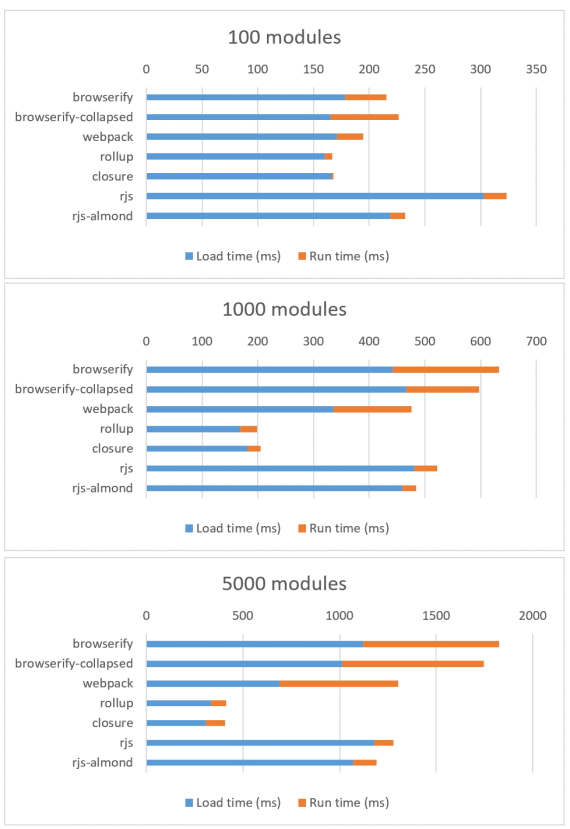 100 modules
0 50 100 150 200 250 300 350
browserify
browserify-collapsed
webpack
rollup
closure
rjs
rjs-almond
Load time (ms) Run time (ms)
1000 modules
0 100 200 300 400 500 600 700
browserify
browserify-collapsed
webpack
rollup
closure
rjs
rjs-almond
Load time (ms) Run time (ms)
5000 modules
0 500 1000 1500 2000
browserify
browserify-collapsed
webpack
rollup
closure
rjs
rjs-almond
Load time (ms) Run time (ms)